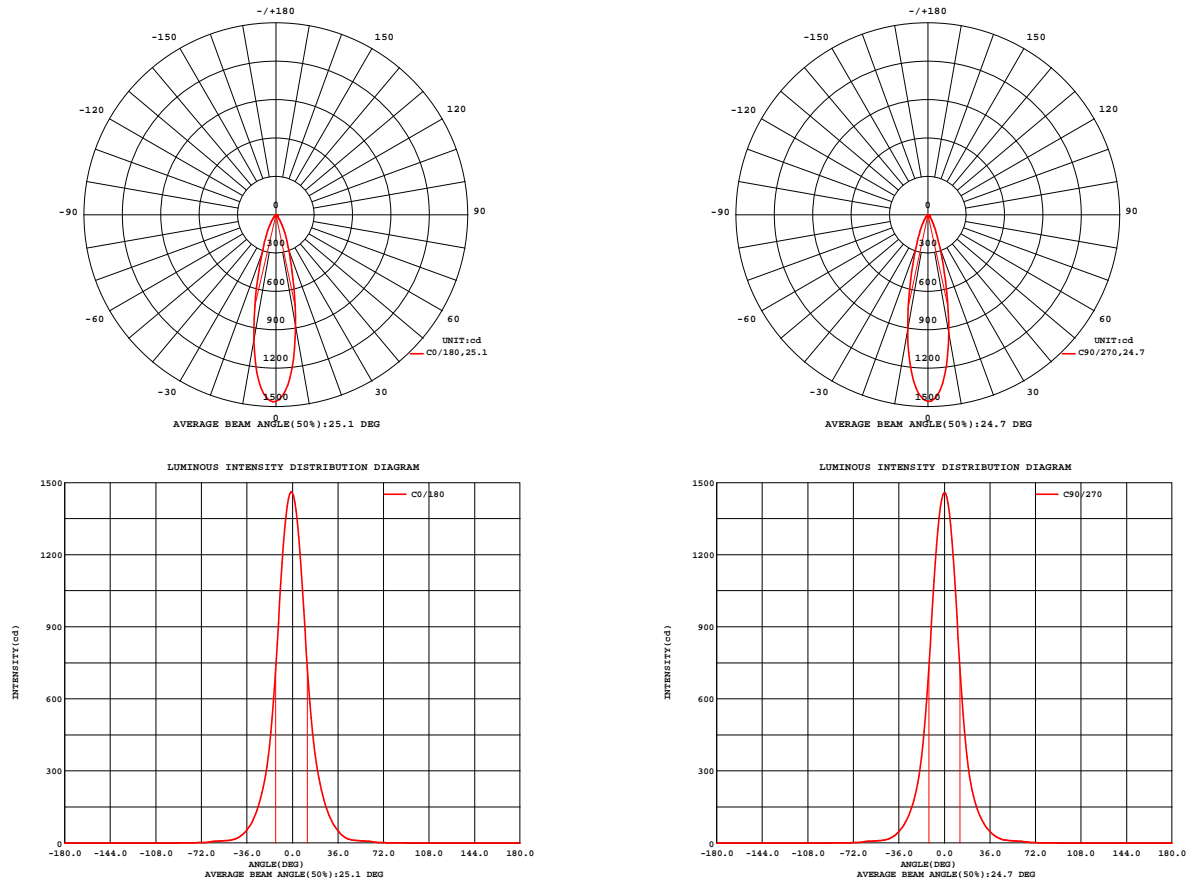 -/+180
-150
150
-120
120
-90
90
0
300
600
900
1200
1500
0
-60
60
-30
30
UNIT:cd
C0/180,25.1
AVERAGE BEAM ANGLE(50%):25.1 DEG
-/+180
-150
150
-120
120
-90
90
0
300
600
900
1200
1500
0
-60
60
-30
30
UNIT:cd
C90/270,24.7
AVERAGE BEAM ANGLE(50%):24.7 DEG
LUMINOUS INTENSITY DISTRIBUTION DIAGRAM
C0/180
INTENSITY(cd)
1500
1200
900
600
300
0
-180.0 -144.0 -108.0 -72.0 -36.0 0.0 36.0 72.0 108.0 144.0 180.0
ANGLE(DEG)
AVERAGE BEAM ANGLE(50%):25.1 DEG
LUMINOUS INTENSITY DISTRIBUTION DIAGRAM
C90/270
INTENSITY(cd)
1500
1200
900
600
300
0
-180.0 -144.0 -108.0 -72.0 -36.0 0.0 36.0 72.0 108.0 144.0 180.0
ANGLE(DEG)
AVERAGE BEAM ANGLE(50%):24.7 DEG